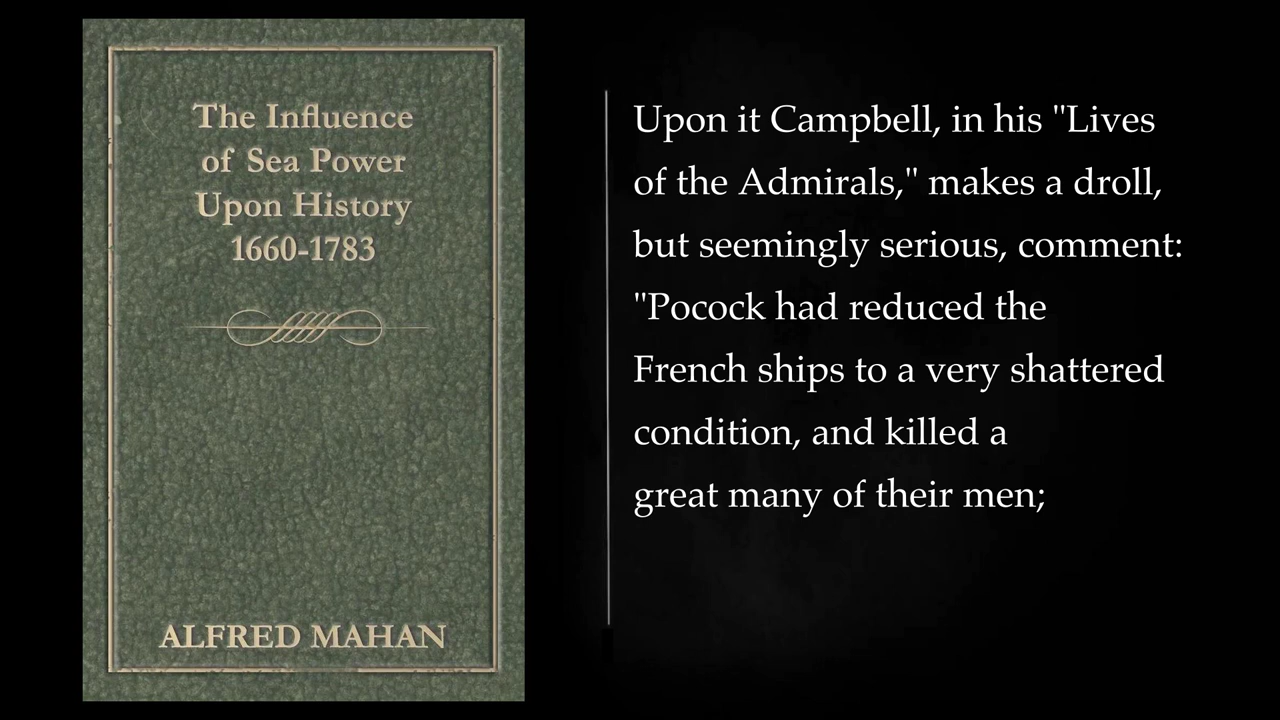 The Influence
of Sea Power
Upon History
1660-1783
ALFRED MAHAN
Upon it Campbell, in his "Lives
of the Admirals," makes a droll,
but seemingly serious, comment:
"Pocock had reduced the
French ships to a very shattered
condition, and killed a
great many of their men;